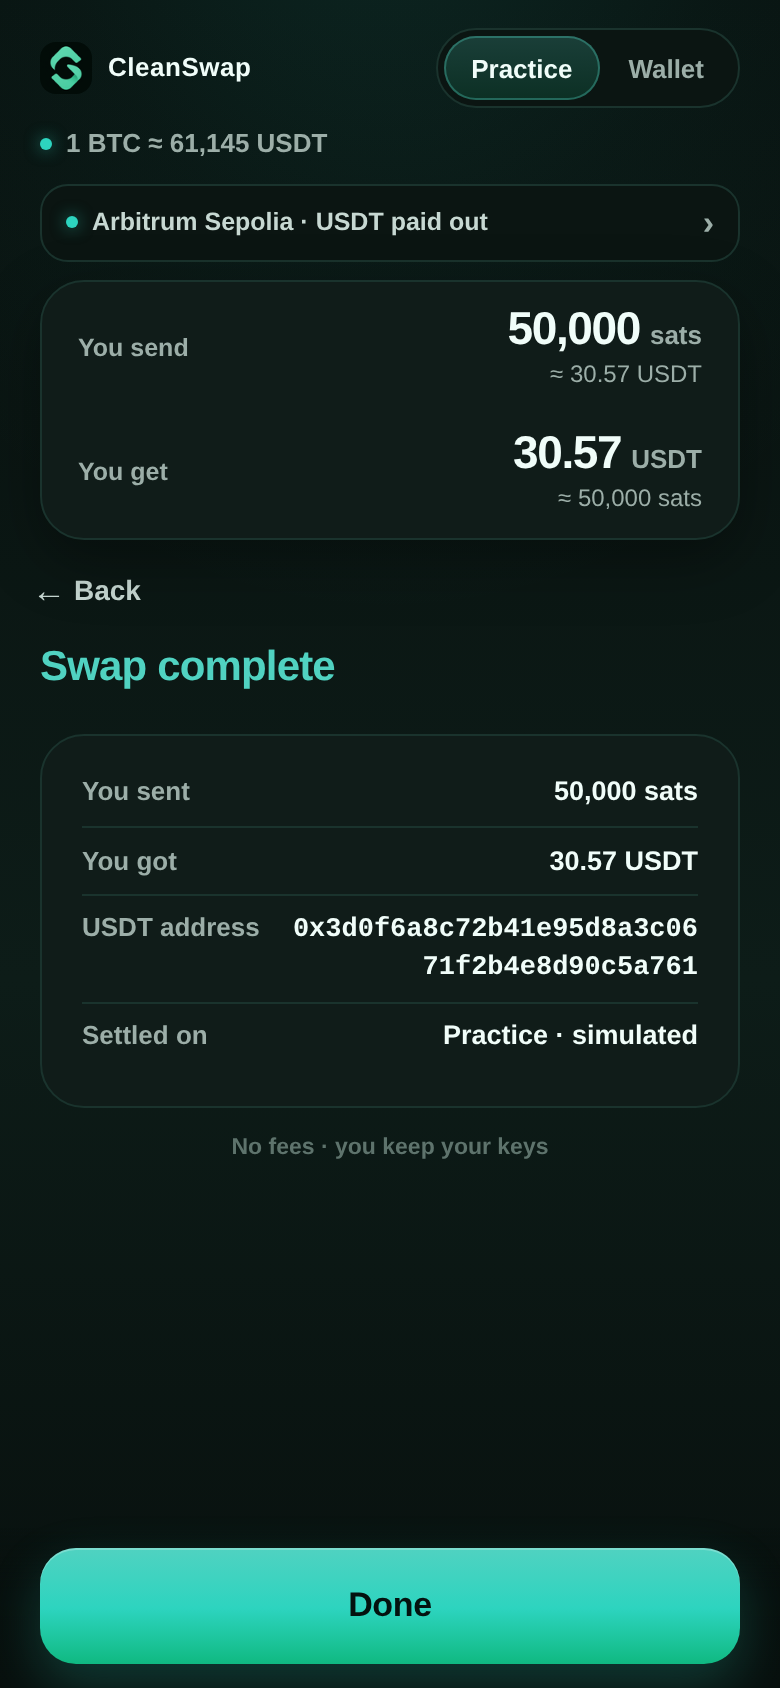 CleanSwap
Practice
Wallet
1 BTC ≈ 61,145 USDT
Arbitrum Sepolia · USDT paid out ›
You send
50,000 sats
≈ 30.57 USDT
You get
30.57 USDT
≈ 50,000 sats
← Back
Swap complete
You sent 50,000 sats
You got 30.57 USDT
USDT address 0x3d0f6a8c72b41e95d8a3c06
71f2b4e8d90c5a761
Settled on Practice · simulated
No fees · you keep your keys
Done